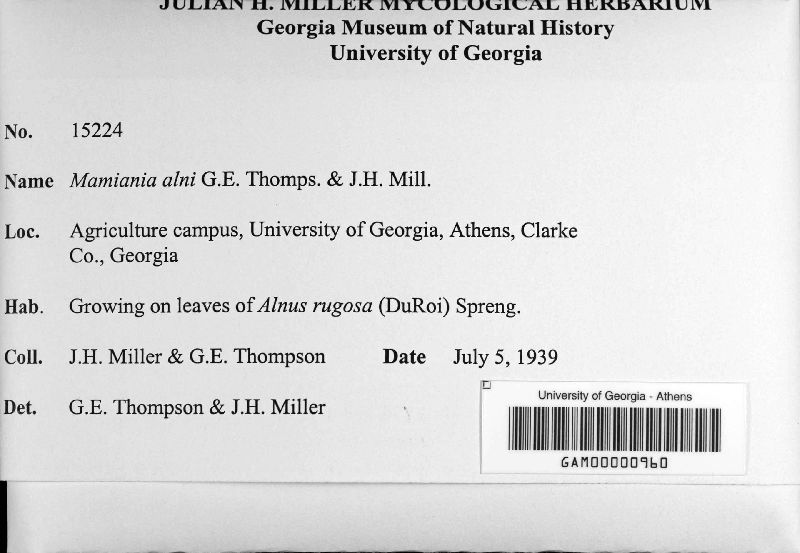 JULIAN H. MILLER MYCOLOGICAL HERBARIUM
Georgia Museum of Natural History
University of Georgia
No. 15224
Name Mamiania alni G.E. Thomps. & J.H. Mill.
Loc. Agriculture campus, University of Georgia, Athens, Clarke
Co., Georgia
Hab. Growing on leaves of Alnus rugosa (DuRoi) Spreng.
Coll. J.H. Miller & G.E. Thompson Date July 5, 1939
Det. G.E. Thompson & J.H. Miller
University of Georgia - Athens
GAM00000960